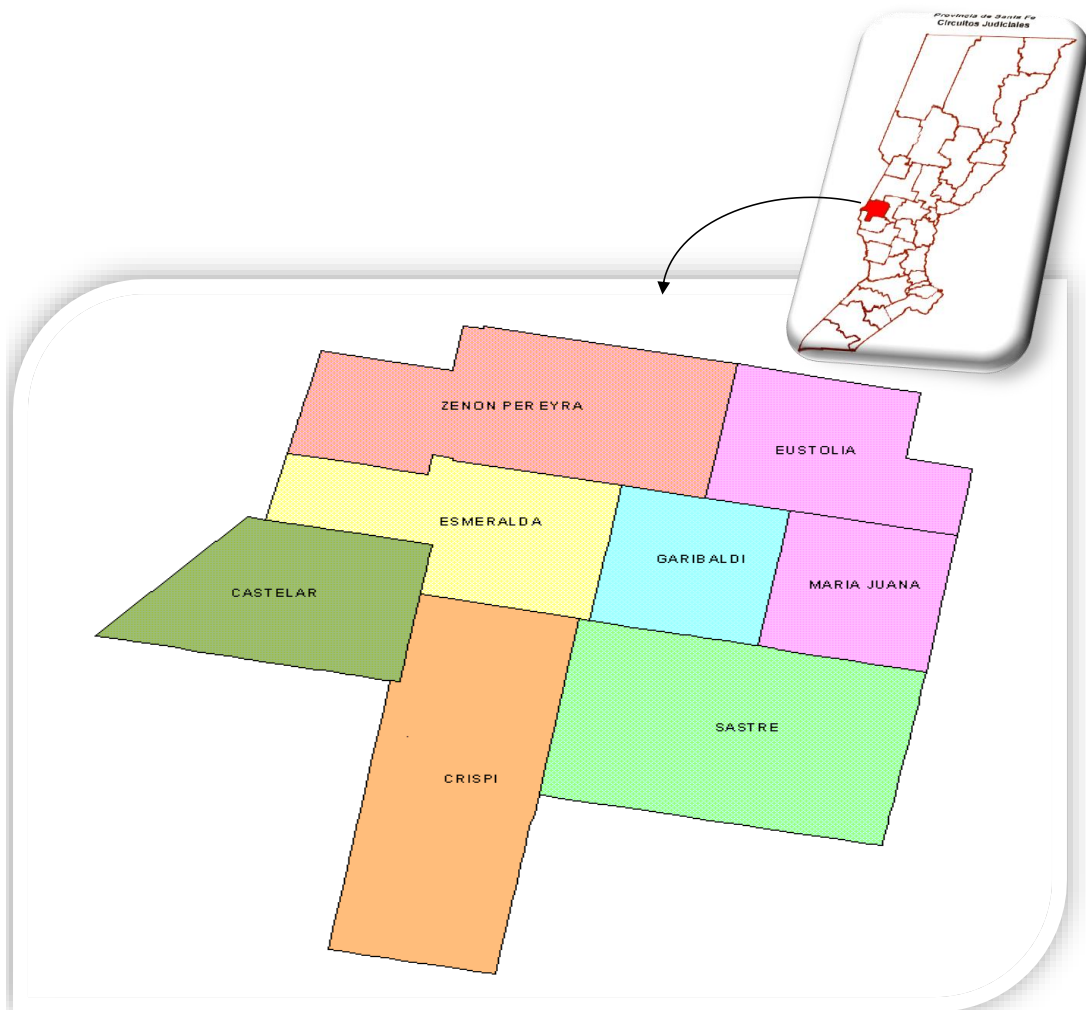 Provincia de Santa Fe
Circuitos Judiciales
ZENON PEREYRA
EUSTOLIA
ESMERALDA
GARIBALDI
MARIA JUANA
CASTELAR
SASTRE
CRISPI